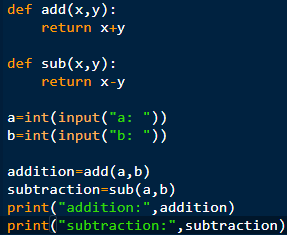 def add(x,y):
    return x+y

def sub(x,y):
    return x-y

a=int(input("a: "))
b=int(input("b: "))

addition=add(a,b)
subtraction=sub(a,b)
print("addition:",addition)
print("subtraction:",subtraction)